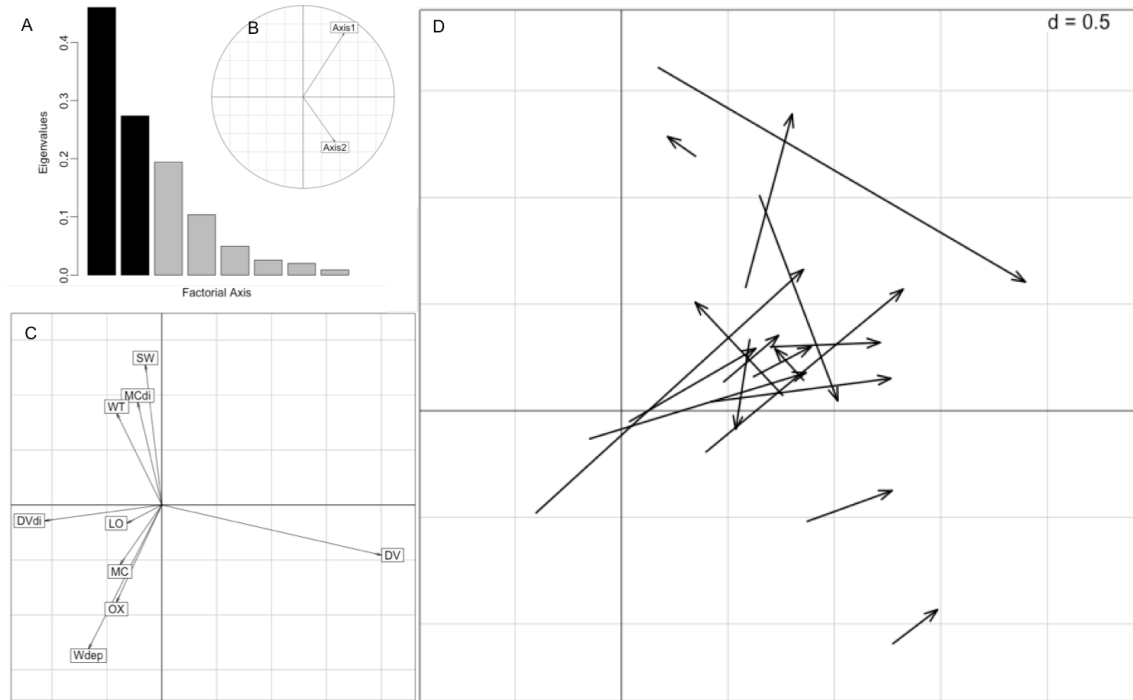 A
Eigenvalues
0.4
0.3
0.2
0.1
0.0
Factorial Axis
B
Axis1
Axis2
C
SW
MCdi
WT
DVdi
LO
DV
MC
OX
Wdep
D
d = 0.5